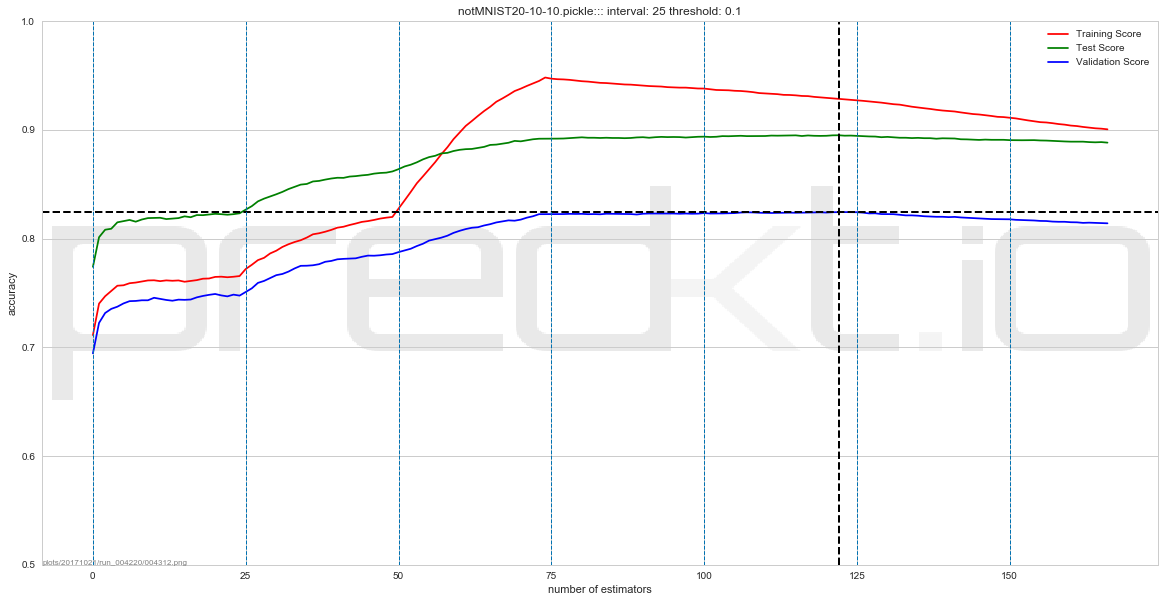 notMNIST20-10-10.pickle::: interval: 25 threshold: 0.1
1.0
0.9
0.8
0.7
0.6
0.5
accuracy
Training Score
Test Score
Validation Score
predkt.io
0
25
50
75
100
125
150
number of estimators